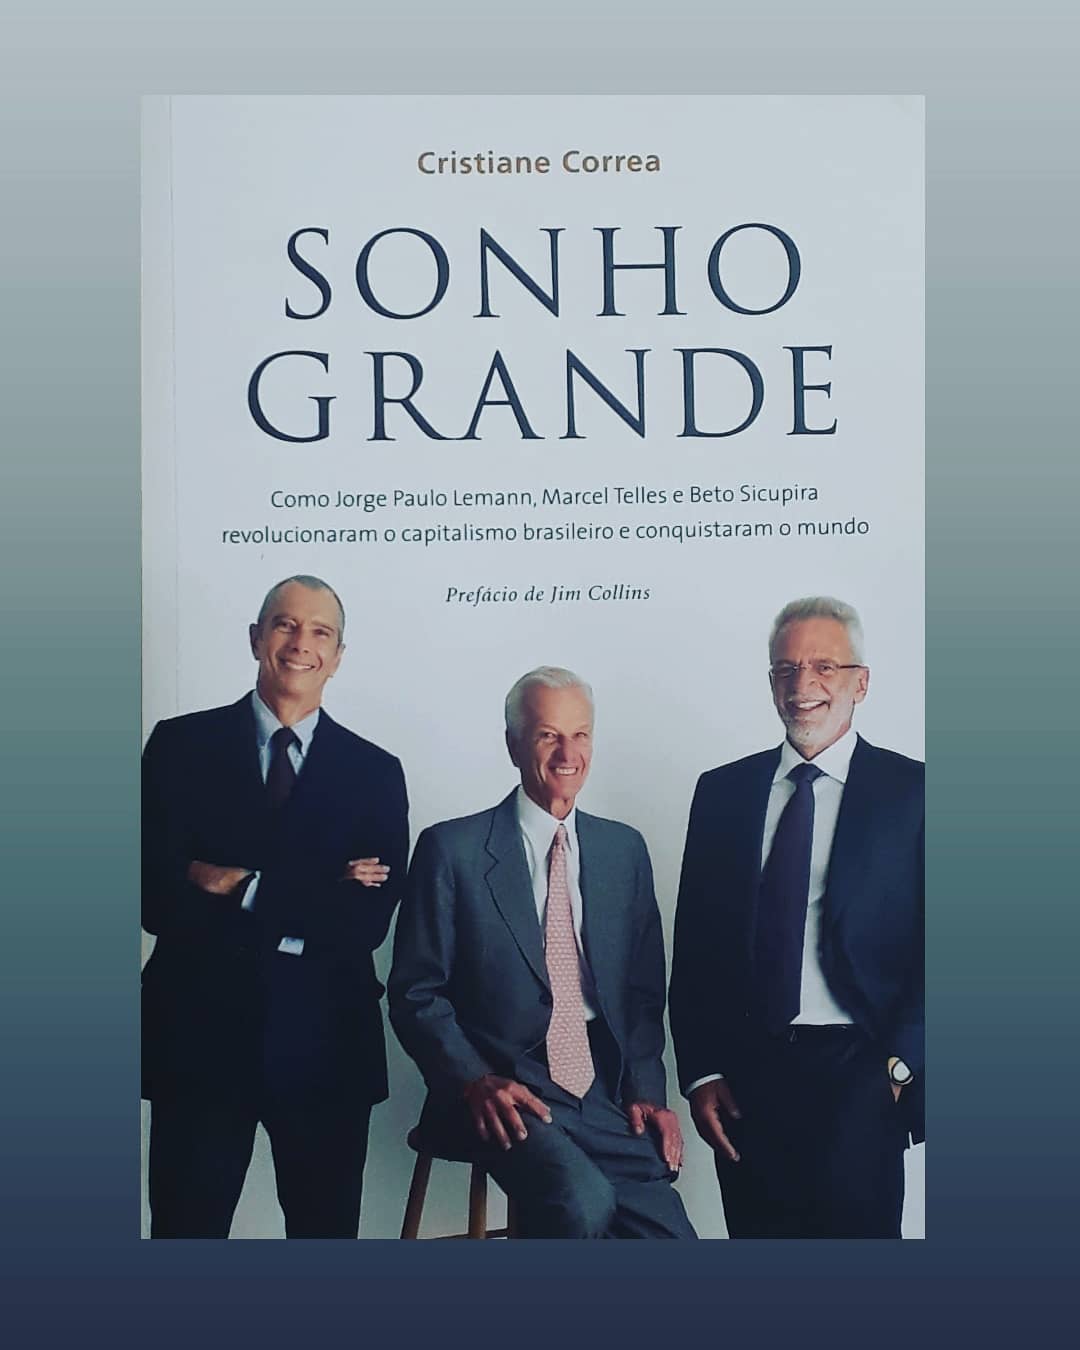 Cristiane Correa
SONHO
GRANDE
Como Jorge Paulo Lemann, Marcel Telles e Beto Sicupira
revolucionaram o capitalismo brasileiro e conquistaram o mundo
Prefácio de Jim Collins